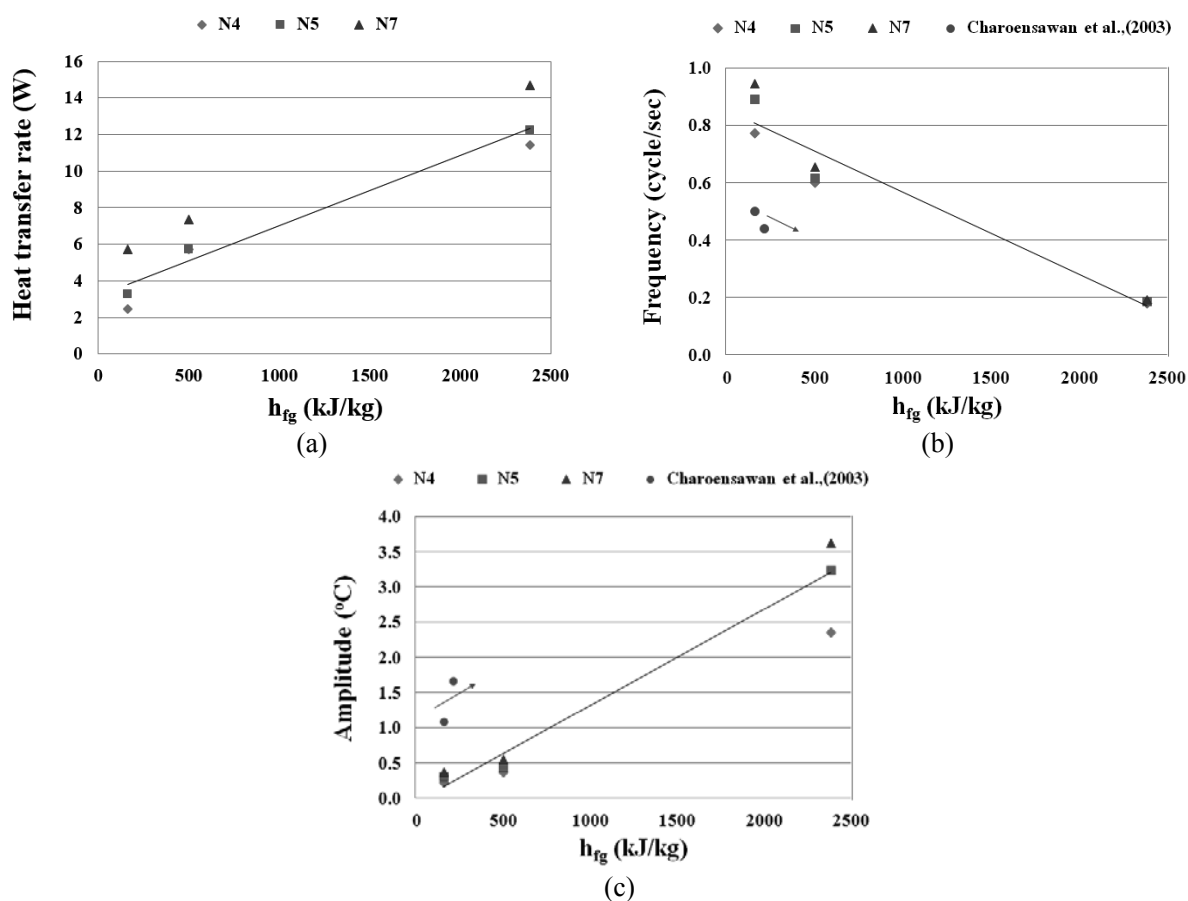 N4 N5 N7
Heat transfer rate (W)
16
14
12
10
8
6
4
2
0
0 500 1000 1500 2000 2500
h_fg (kJ/kg)
(a)
N4 N5 N7 Charoensawan et al.,(2003)
Frequency (cycle/sec)
1.0
0.8
0.6
0.4
0.2
0.0
0 500 1000 1500 2000 2500
h_fg (kJ/kg)
(b)
N4 N5 N7 Charoensawan et al.,(2003)
Amplitude (°C)
4.0
3.5
3.0
2.5
2.0
1.5
1.0
0.5
0.0
0 500 1000 1500 2000 2500
h_fg (kJ/kg)
(c)